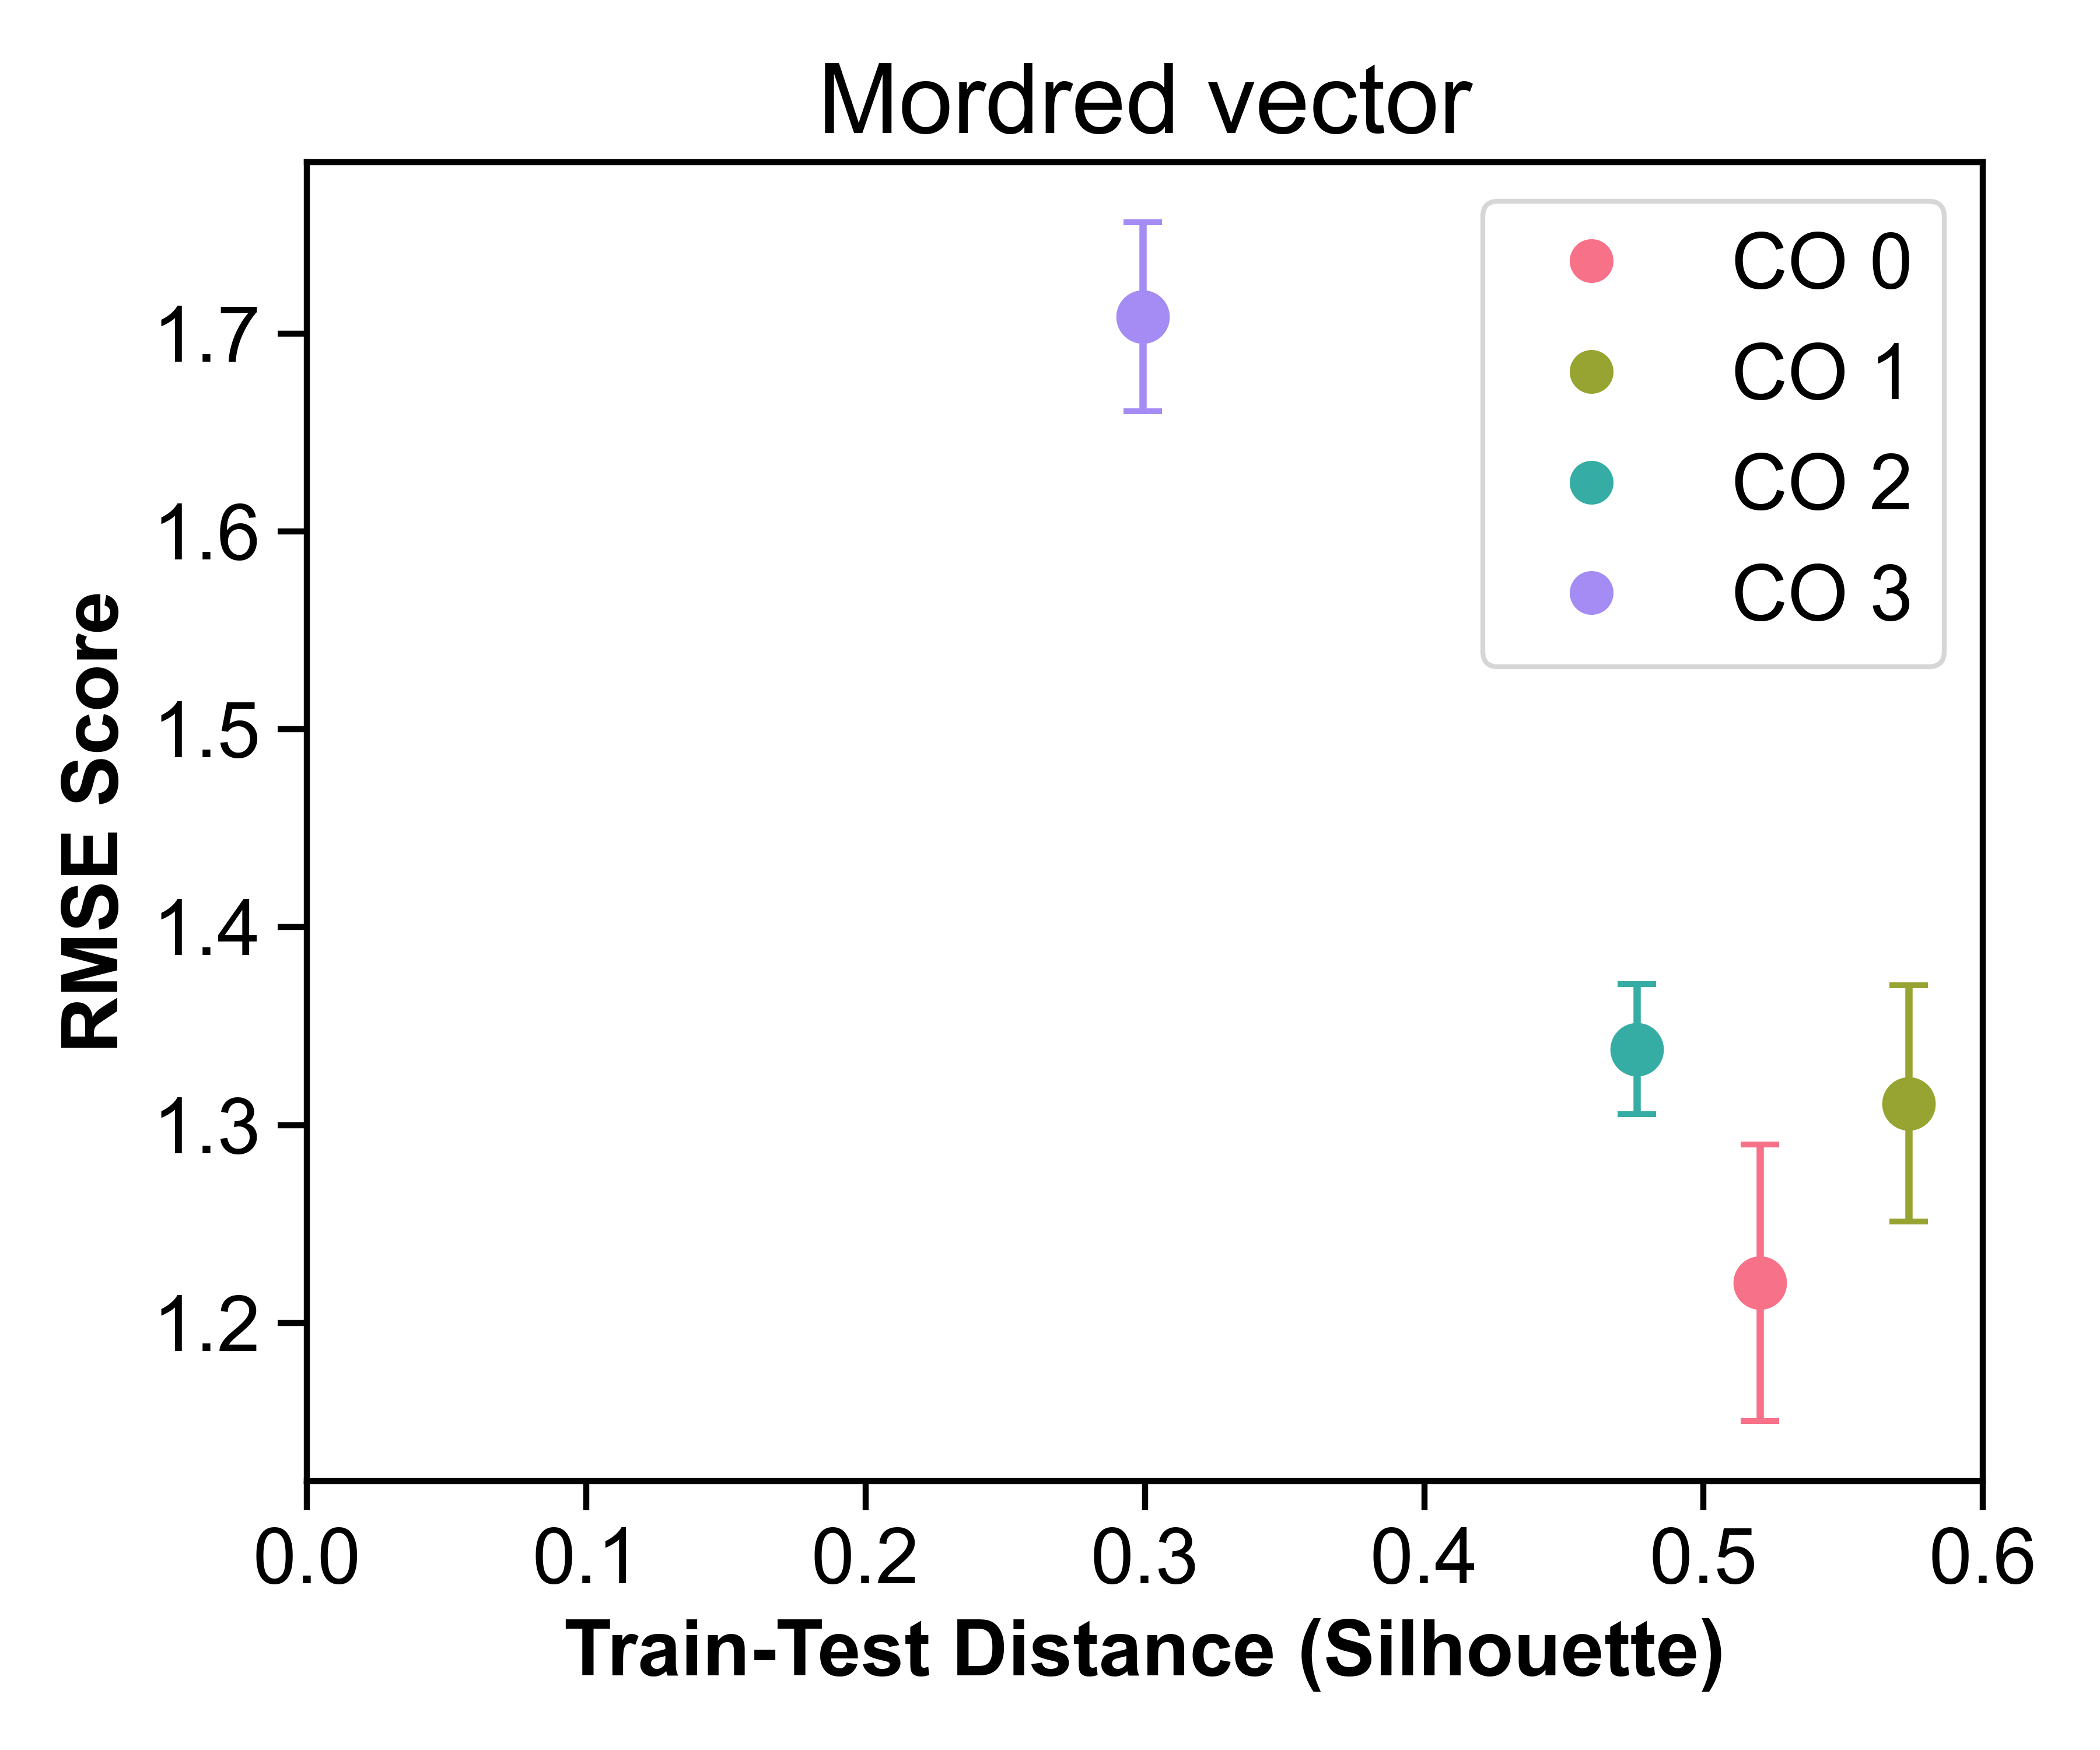 Mordred vector
CO 0
CO 1
CO 2
CO 3
1.7
1.6
1.5
1.4
1.3
1.2
RMSE Score
0.0 0.1 0.2 0.3 0.4 0.5 0.6
Train-Test Distance (Silhouette)